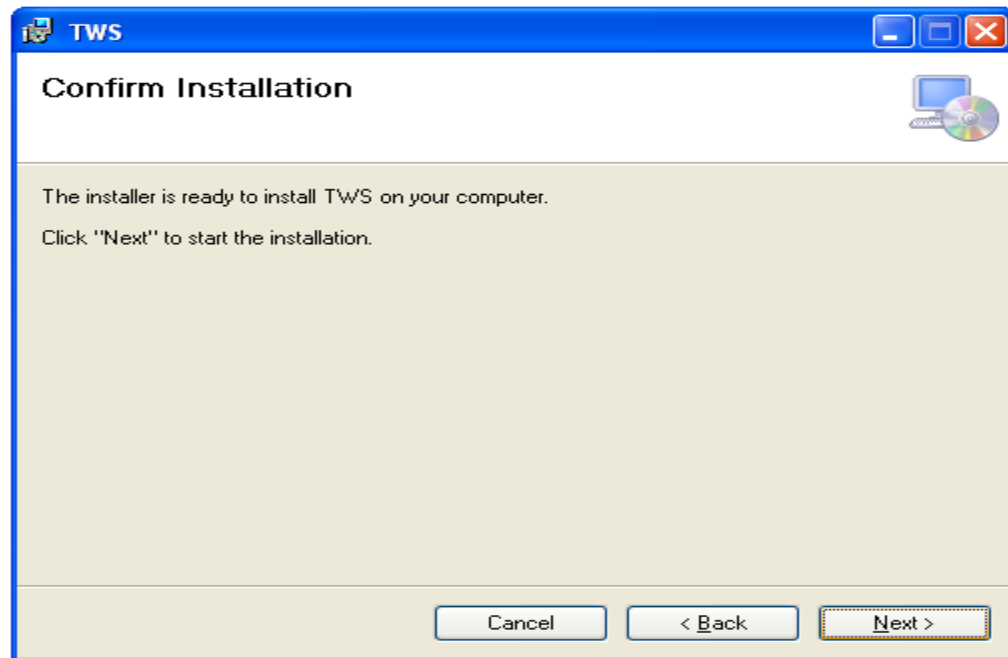 TWS
Confirm Installation
The installer is ready to install TWS on your computer.
Click "Next" to start the installation.
Cancel
< Back
Next >